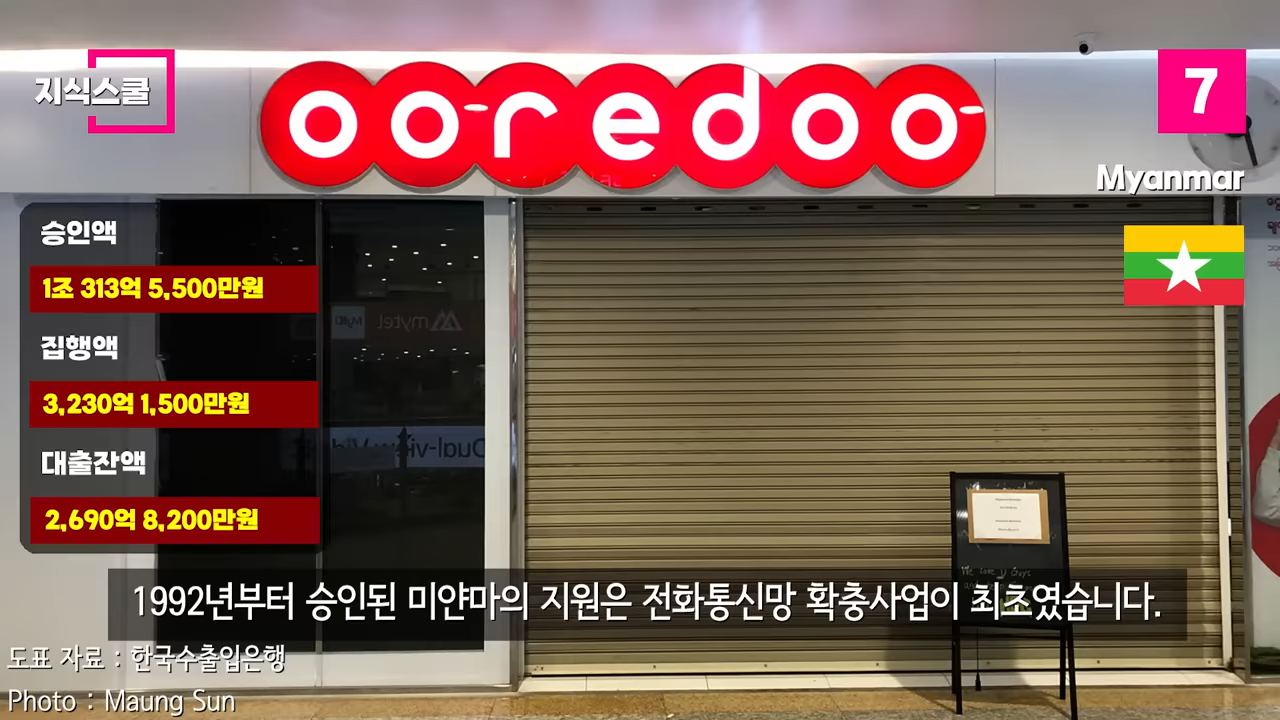 지식스쿨
ooredoo
7
Myanmar
승인액
1조 313억 5,500만원
집행액
3,230억 1,500만원
대출잔액
2,690억 8,200만원
mytel
1992년부터 승인된 미얀마의 지원은 전화통신망 확충사업이 최초였습니다.
도표 자료 : 한국수출입은행
Photo : Maung Sun